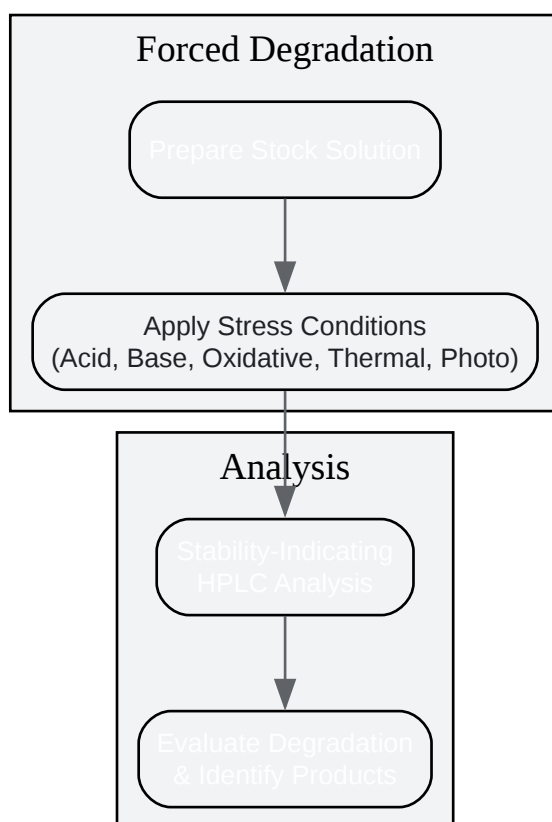 Forced Degradation
Prepare Stock Solution
Apply Stress Conditions
(Acid, Base, Oxidative, Thermal, Photo)
Analysis
Stability-Indicating
HPLC Analysis
Evaluate Degradation
& Identify Products